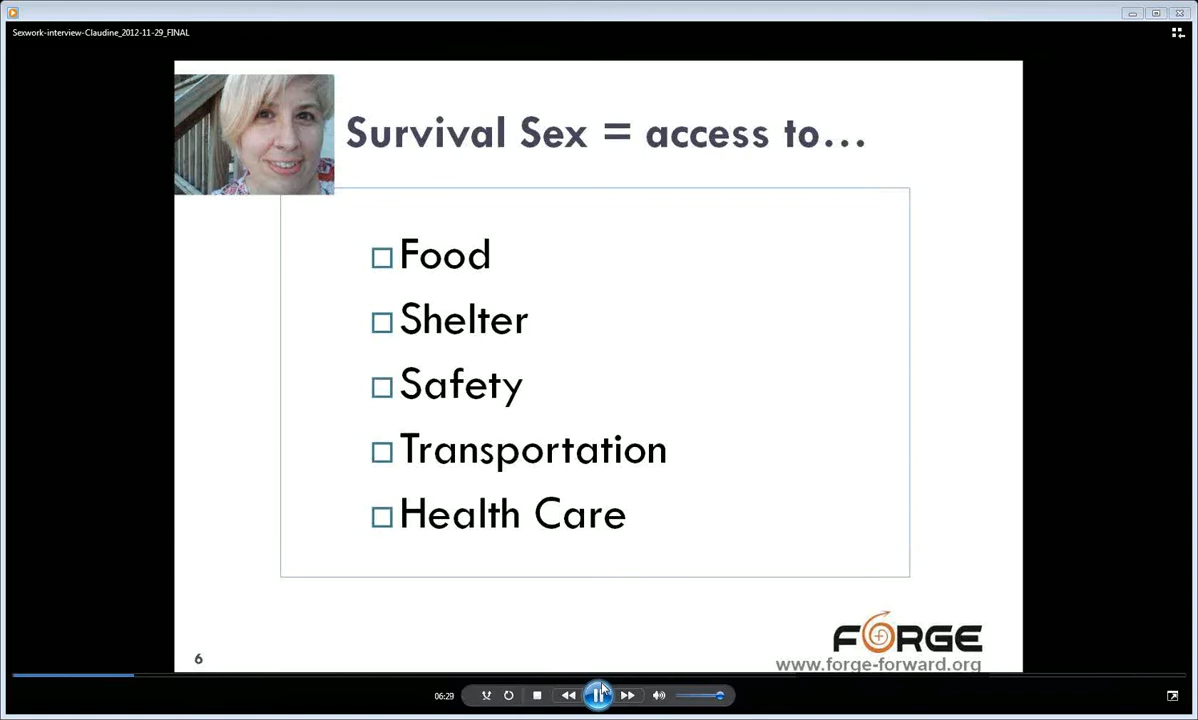 Sexwork-interview-Claudine_2012-11-29_FINAL
Survival Sex = access to...
Food
Shelter
Safety
Transportation
Health Care
FORGE
www.forge-forward.org
6
06:29